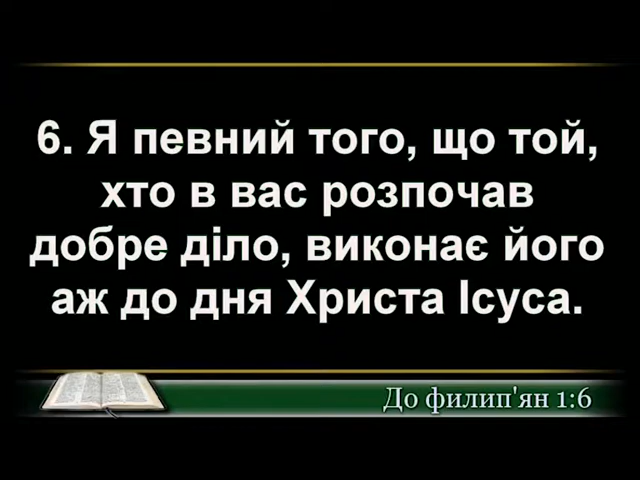 6. Я певний того, що той,
хто в вас розпочав
добре діло, виконає його
аж до дня Христа Ісуса.
До филип'ян 1:6